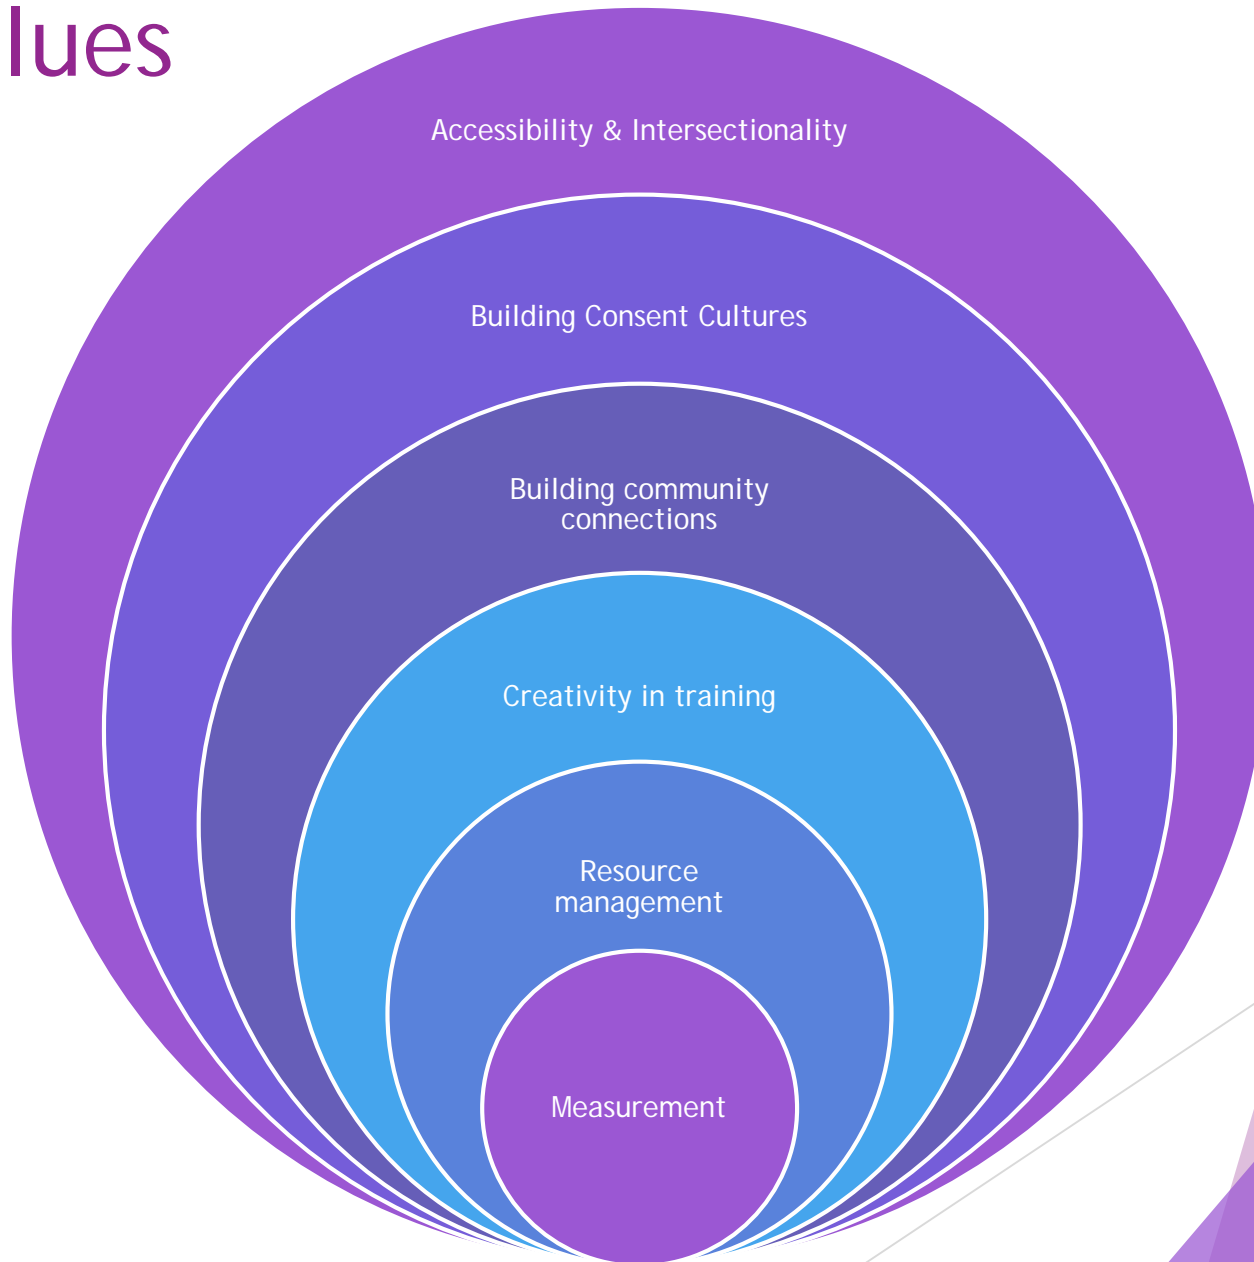 lues
Accessibility & Intersectionality
Building Consent Cultures
Building community
connections
Creativity in training
Resource
management
Measurement